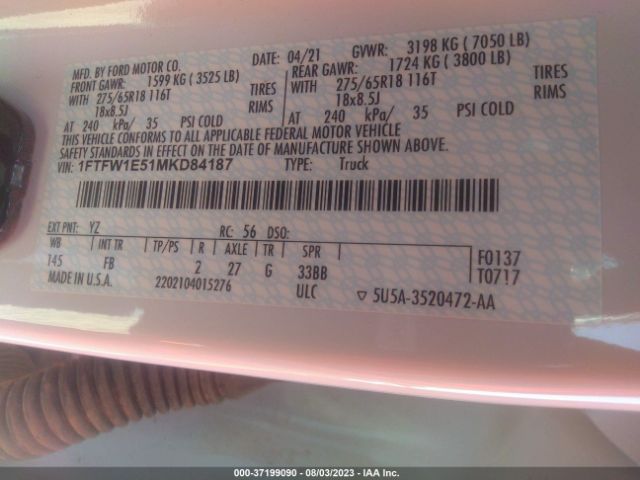 MFD. BY FORD MOTOR CO. DATE: 04/21 GVWR: 3198 KG ( 7050 LB)
FRONT GAWR: 1599 KG ( 3525 LB) REAR GAWR: 1724 KG ( 3800 LB)
WITH 275/65R18 116T TIRES WITH 275/65R18 116T TIRES
18x8.5J RIMS 18x8.5J RIMS
AT 240 kPa/ 35 PSI COLD AT 240 kPa/ 35 PSI COLD
THIS VEHICLE CONFORMS TO ALL APPLICABLE FEDERAL MOTOR VEHICLE
SAFETY STANDARDS IN EFFECT ON THE DATE OF MANUFACTURE SHOWN ABOVE.
VIN: 1FTFW1E51MKD84187 TYPE: Truck
EXT PNT: YZ RC: 56 DSO:
WB INT TR TP/PS R AXLE TR SPR F0137
145 FB 2 27 G 33BB T0717
MADE IN U.S.A. 2202104015276 ULC ▽ 5U5A-3520472-AA
000-37199090 - 08/03/2023 - IAA Inc.